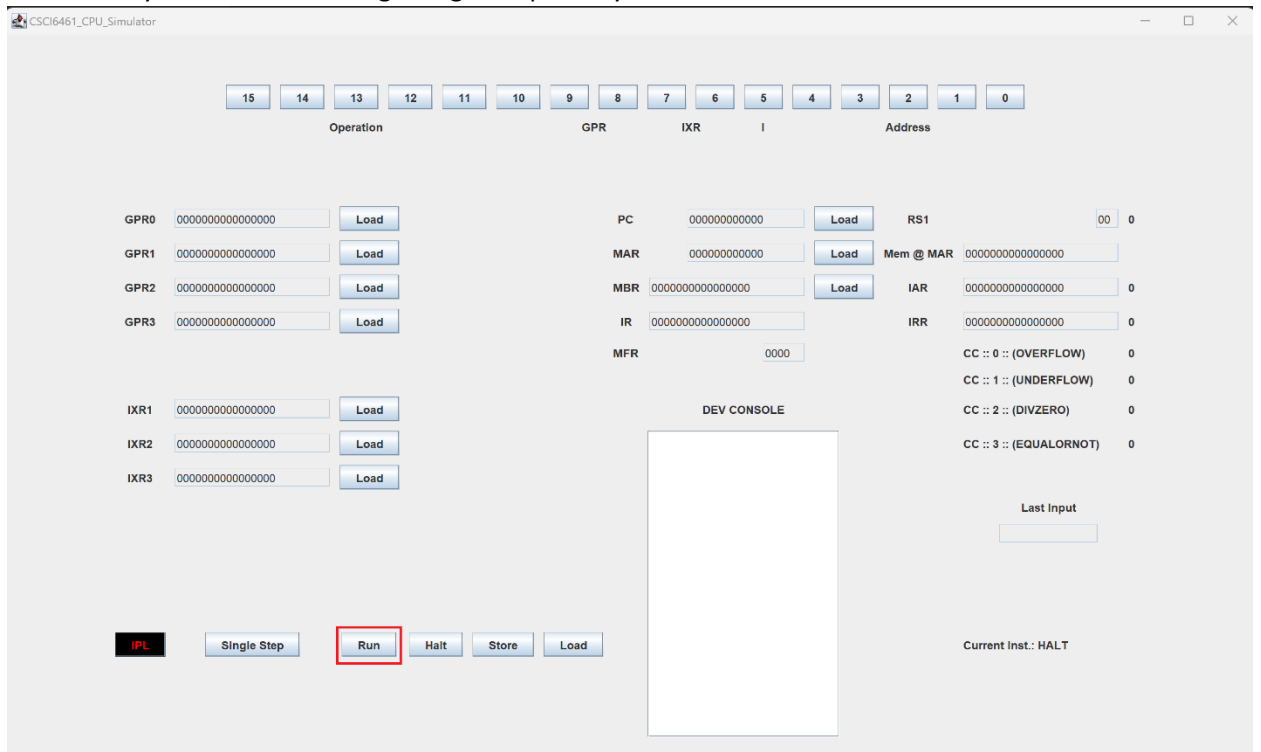 CSCI6461_CPU_Simulator
15 14 13 12 11 10 9 8 7 6 5 4 3 2 1 0
Operation GPR IXR I Address
GPR0 0000000000000000 Load PC 000000000000 Load RS1 00 0
GPR1 0000000000000000 Load MAR 000000000000 Load Mem @ MAR 0000000000000000
GPR2 0000000000000000 Load MBR 0000000000000000 Load IAR 0000000000000000 0
GPR3 0000000000000000 Load IR 0000000000000000 IRR 0000000000000000 0
MFR 0000 CC :: 0 :: (OVERFLOW) 0
CC :: 1 :: (UNDERFLOW) 0
IXR1 0000000000000000 Load DEV CONSOLE CC :: 2 :: (DIVZERO) 0
IXR2 0000000000000000 Load CC :: 3 :: (EQUALORNOT) 0
IXR3 0000000000000000 Load
Last Input
IPL Single Step Run Halt Store Load Current Inst.: HALT